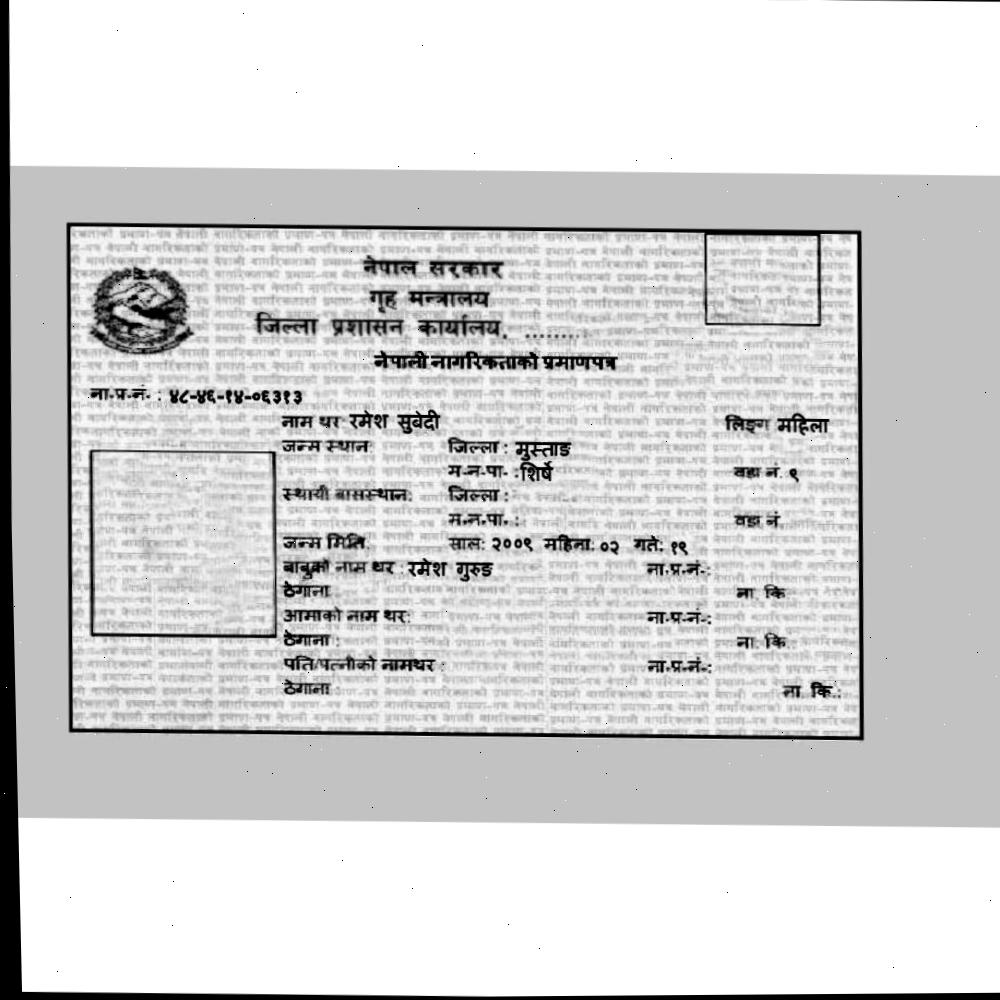 नेपाल सरकार
गृह मन्त्रालय
जिल्ला प्रशासन कार्यालय, .........
नेपाली नागरिकताको प्रमाणपत्र
ना.प्र.नं. : ४८-४६-१४-०६३१३
नाम थर रमेश सुबेदी लिङ्ग महिला
जन्म स्थान: जिल्ला : मुस्ताङ
म.न.पा. :शिर्षे वडा नं. ९
स्थायी बासस्थान: जिल्ला :
म.न.पा. : वडा नं
जन्म मिति: साल: २००९ महिना: ०२ गते: १९
बाबुको नाम थर : रमेश गुरुङ ना.प्र.नं.:
ठेगाना ना. कि.
आमाको नाम थर: ना.प्र.नं.:
ठेगाना : ना. कि.:
पति/पत्नीको नामथर : ना.प्र.नं.:
ठेगाना : ना. कि.: